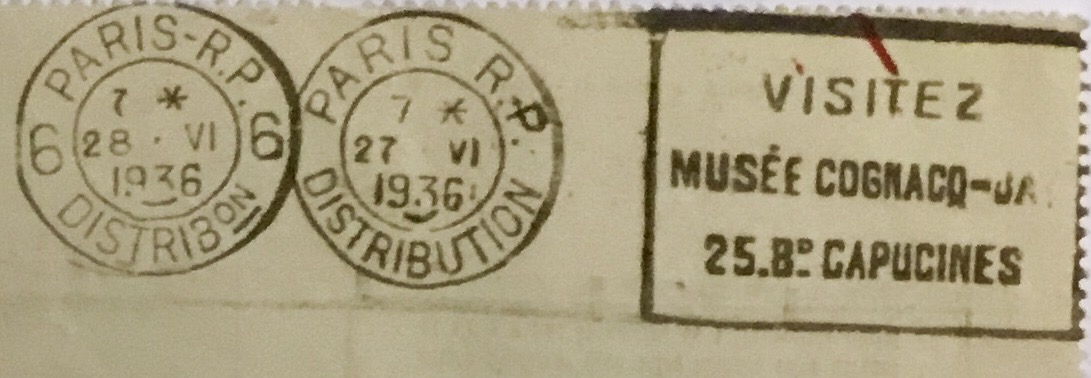 PARIS-R.P.
6 6
7 *
28 · VI
1936
DISTRIBON
PARIS R.P.
7 *
27 VI
1936
DISTRIBUTION
VISITEZ
MUSÉE COGNACQ-JA
25.BD CAPUCINES